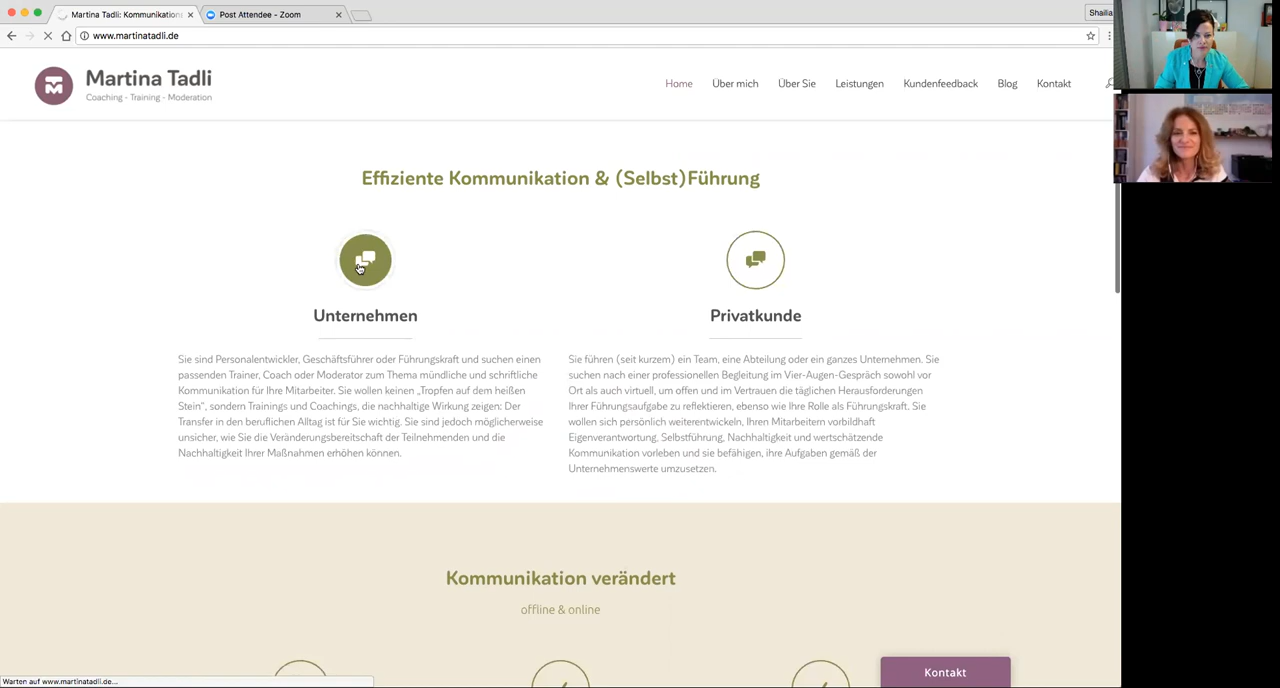 Martina Tadli: Kommunikations
Post Attendee - Zoom
www.martinatadli.de
Martina Tadli
Coaching - Training - Moderation
Home Über mich Über Sie Leistungen Kundenfeedback Blog Kontakt
Effiziente Kommunikation & (Selbst)Führung
Unternehmen
Sie sind Personalentwickler, Geschäftsführer oder Führungskraft und suchen einen
passenden Trainer, Coach oder Moderator zum Thema mündliche und schriftliche
Kommunikation für Ihre Mitarbeiter. Sie wollen keinen „Tropfen auf dem heißen
Stein“, sondern Trainings und Coachings, die nachhaltige Wirkung zeigen: Der
Transfer in den beruflichen Alltag ist für Sie wichtig. Sie sind jedoch möglicherweise
unsicher, wie Sie die Veränderungsbereitschaft der Teilnehmenden und die
Nachhaltigkeit Ihrer Maßnahmen erhöhen können.
Privatkunde
Sie führen (seit kurzem) ein Team, eine Abteilung oder ein ganzes Unternehmen. Sie
suchen nach einer professionellen Begleitung im Vier-Augen-Gespräch sowohl vor
Ort als auch virtuell, um offen und im Vertrauen die täglichen Herausforderungen
Ihrer Führungsaufgabe zu reflektieren, ebenso wie Ihre Rolle als Führungskraft. Sie
wollen sich persönlich weiterentwickeln, Ihren Mitarbeitern vorbildhaft
Eigenverantwortung, Selbstführung, Nachhaltigkeit und wertschätzende
Kommunikation vorleben und sie befähigen, ihre Aufgaben gemäß der
Unternehmenswerte umzusetzen.
Kommunikation verändert
offline & online
Kontakt
Warten auf www.martinatadli.de...